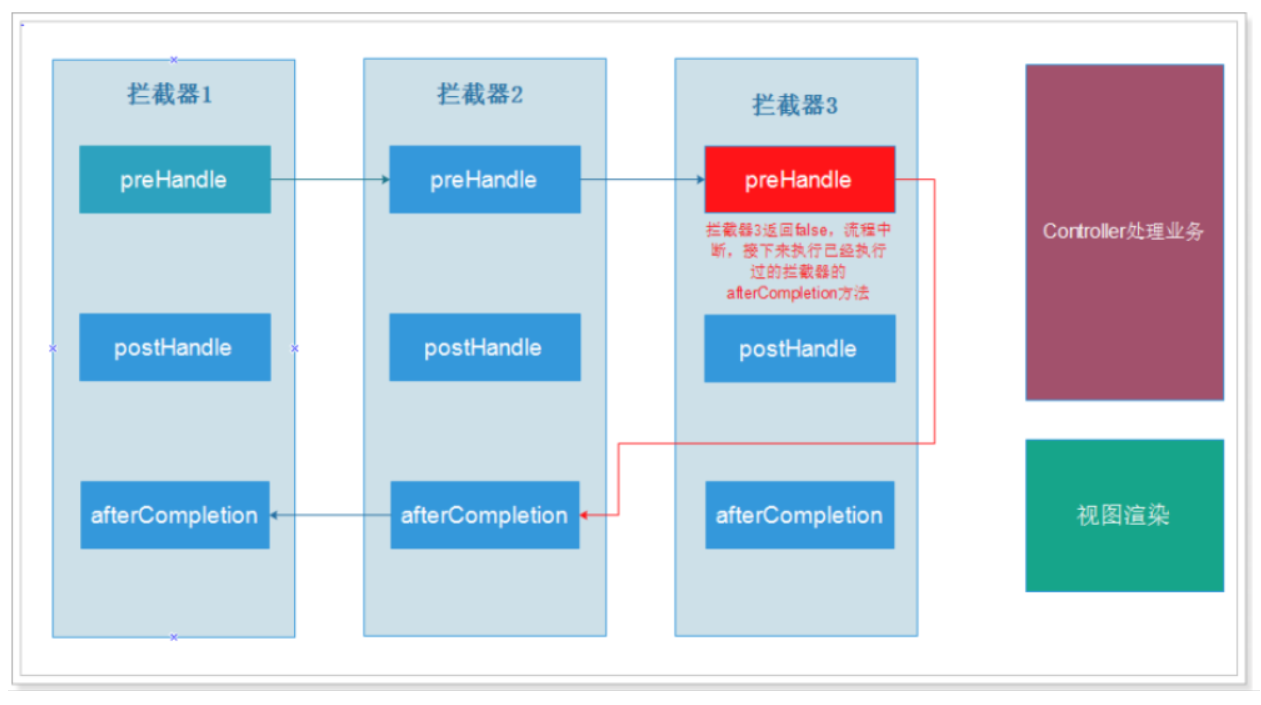 拦截器1
preHandle
postHandle
afterCompletion
拦截器2
preHandle
postHandle
afterCompletion
拦截器3
preHandle
拦截器3返回false，流程中
断，接下来执行已经执行
过的拦截器的
afterCompletion方法
postHandle
afterCompletion
Controller处理业务
视图渲染